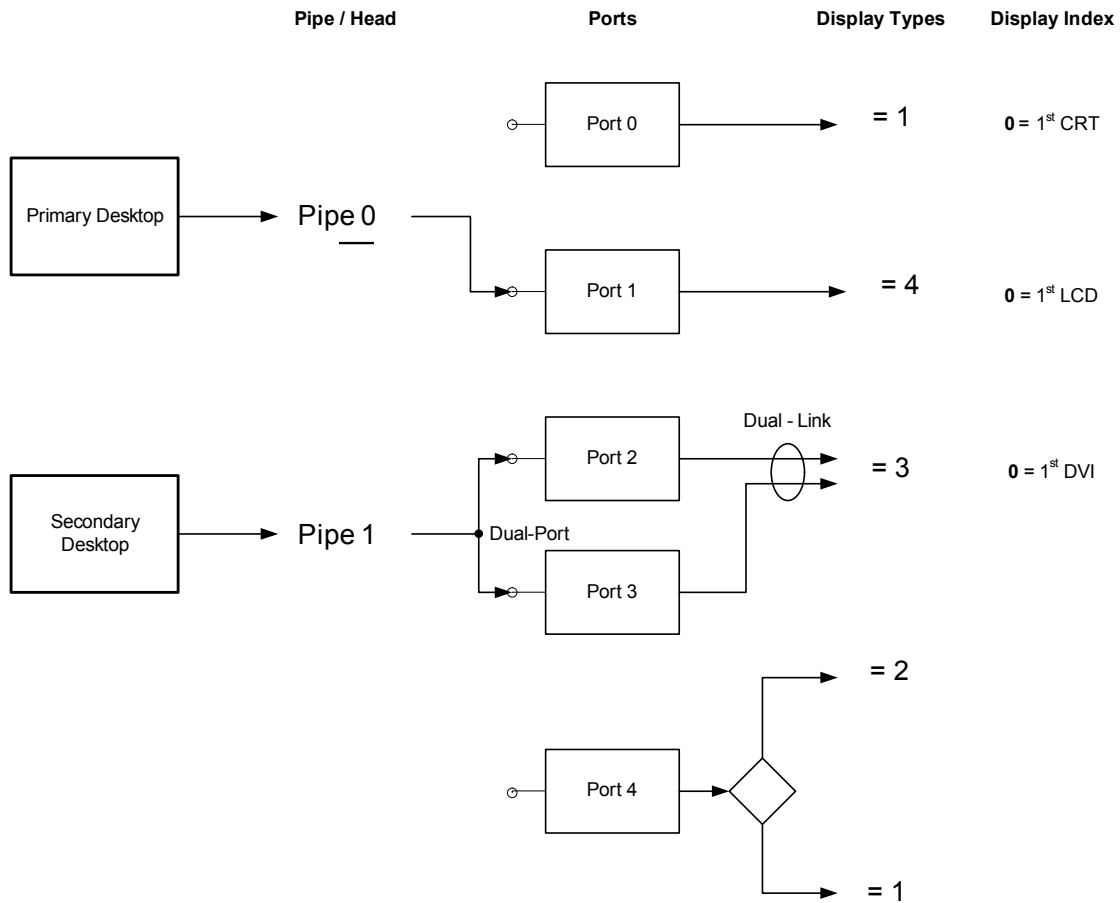 Pipe / Head Ports Display Types Display Index
Port 0 = 1 0 = 1st CRT
Primary Desktop Pipe 0
Port 1 = 4 0 = 1st LCD
Dual - Link
Port 2 = 3 0 = 1st DVI
Secondary
Desktop
Pipe 1 Dual-Port
Port 3
= 2
Port 4
= 1